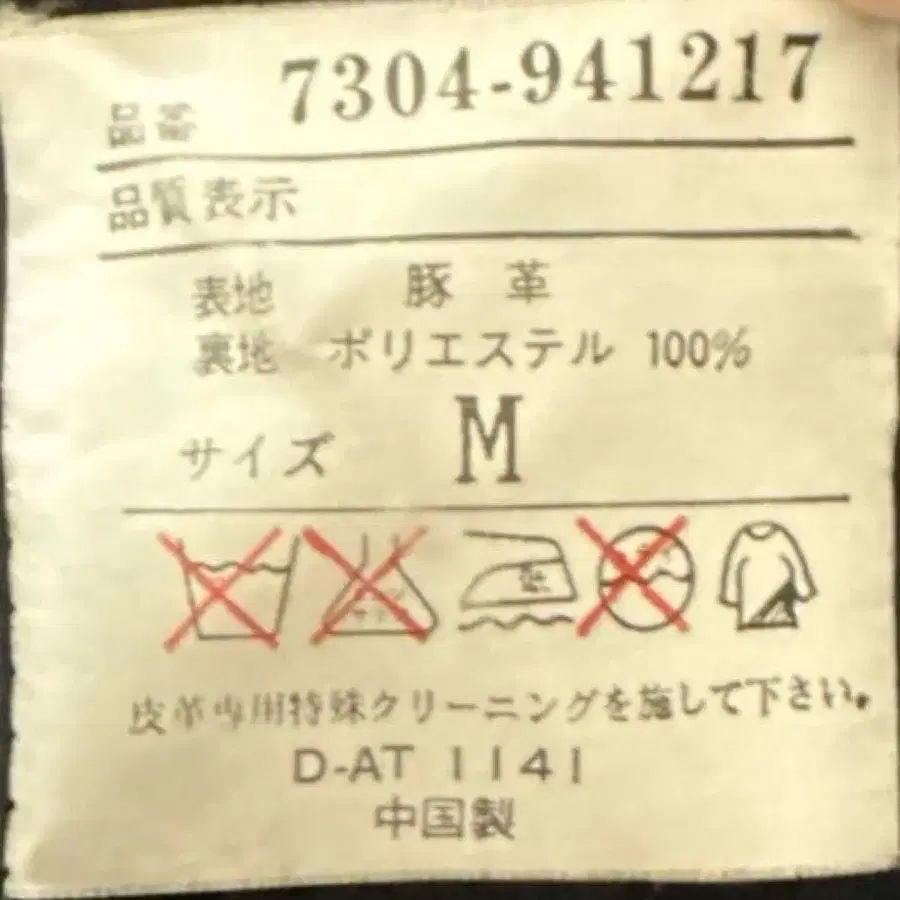 品番 7304-941217
品質表示
表地 豚革
裏地 ポリエステル 100%
サイズ M
皮革専用特殊クリーニングを施して下さい。
D-AT 1141
中国製